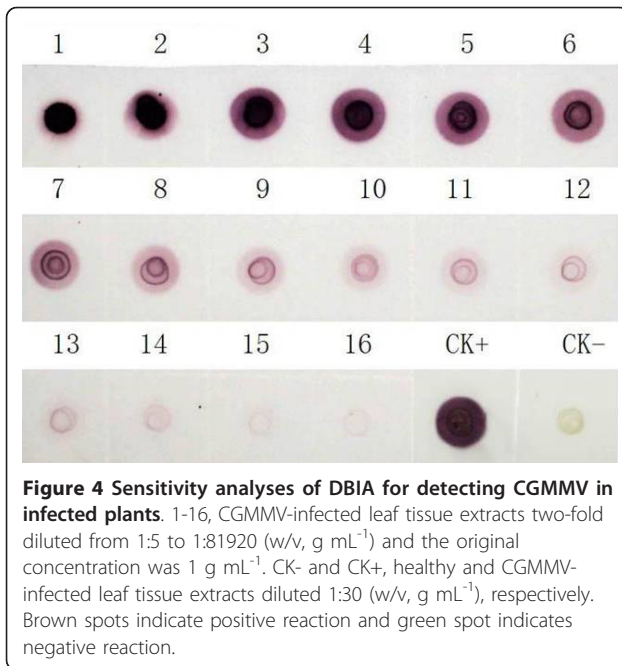 1 2 3 4 5 6
7 8 9 10 11 12
13 14 15 16 CK+ CK-
Figure 4 Sensitivity analyses of DBIA for detecting CGMMV in
infected plants. 1-16, CGMMV-infected leaf tissue extracts two-fold
diluted from 1:5 to 1:81920 (w/v, g mL⁻¹) and the original
concentration was 1 g mL⁻¹. CK- and CK+, healthy and CGMMV-
infected leaf tissue extracts diluted 1:30 (w/v, g mL⁻¹), respectively.
Brown spots indicate positive reaction and green spot indicates
negative reaction.